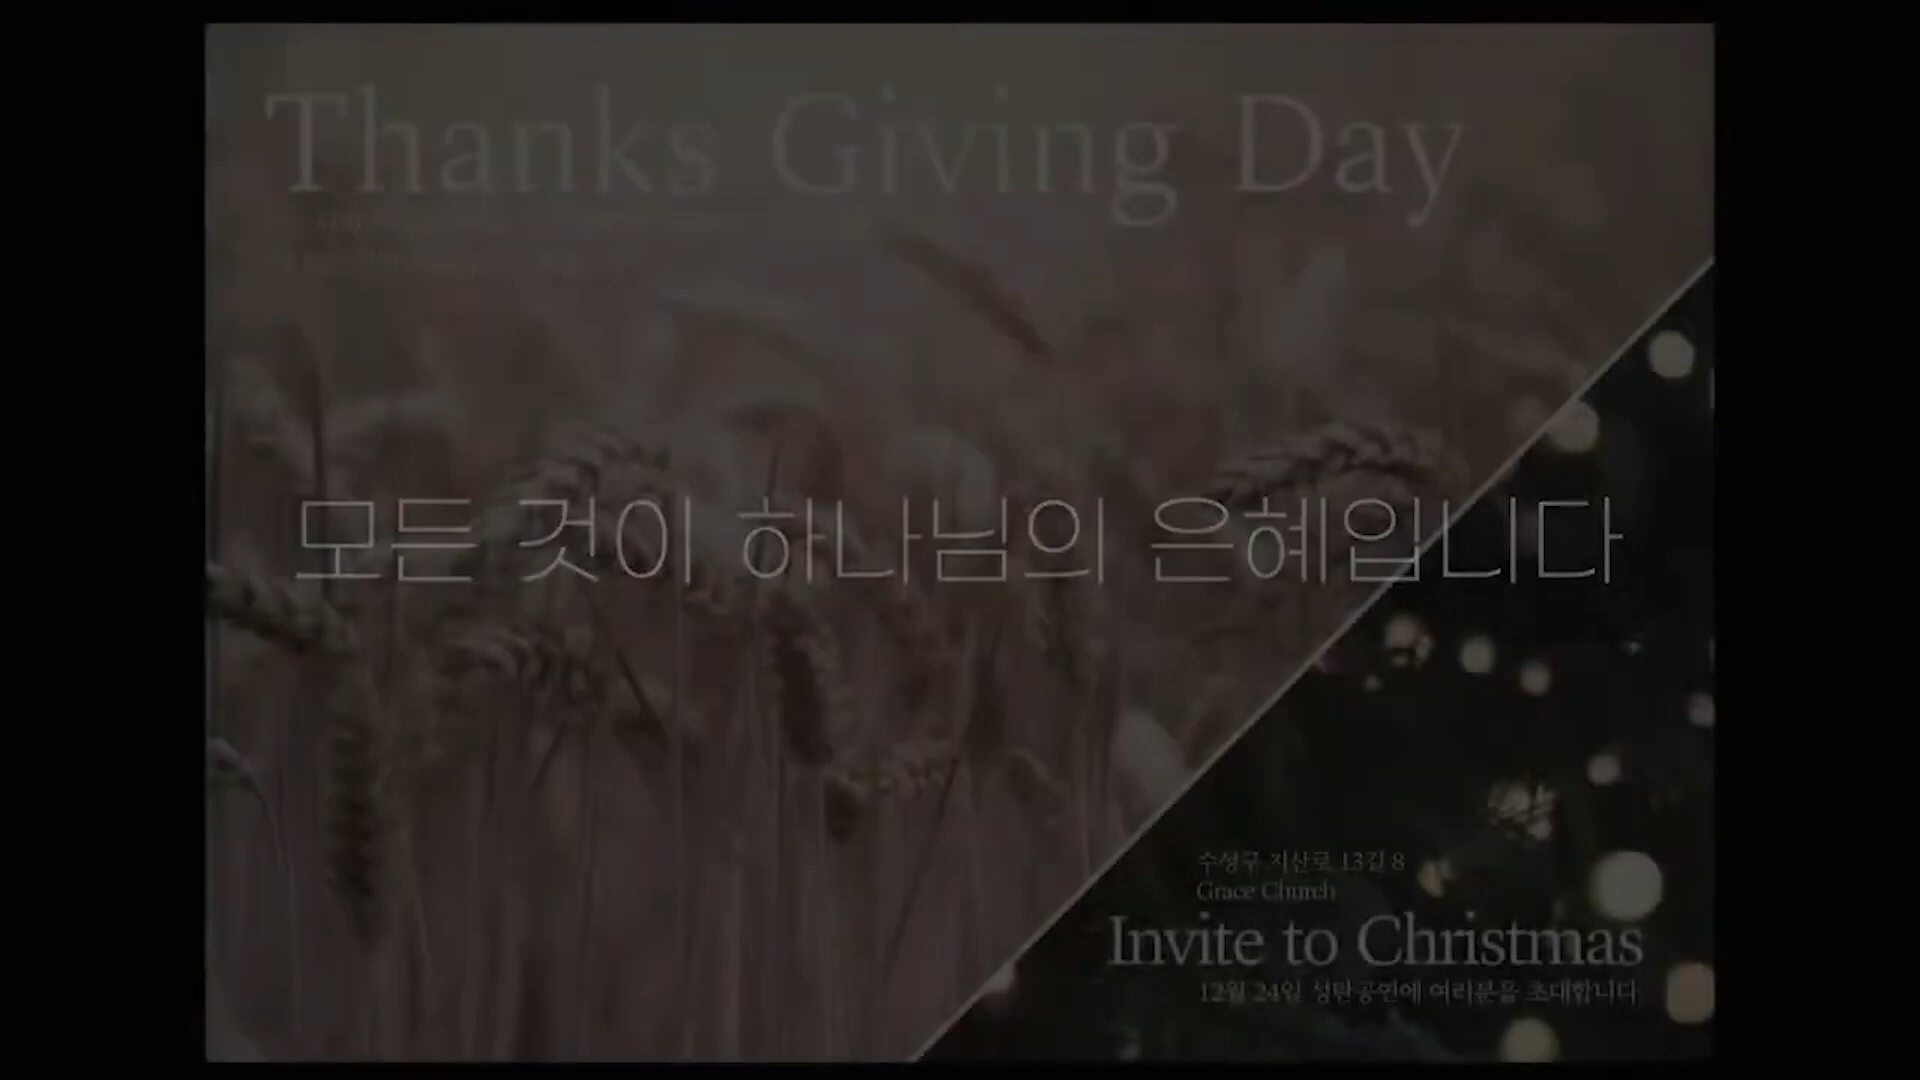 Thanks Giving Day
모든 것이 하나님의 은혜입니다
수성구 지산로 13길 8
Grace Church
Invite to Christmas
12월 24일 성탄공연에 여러분을 초대합니다